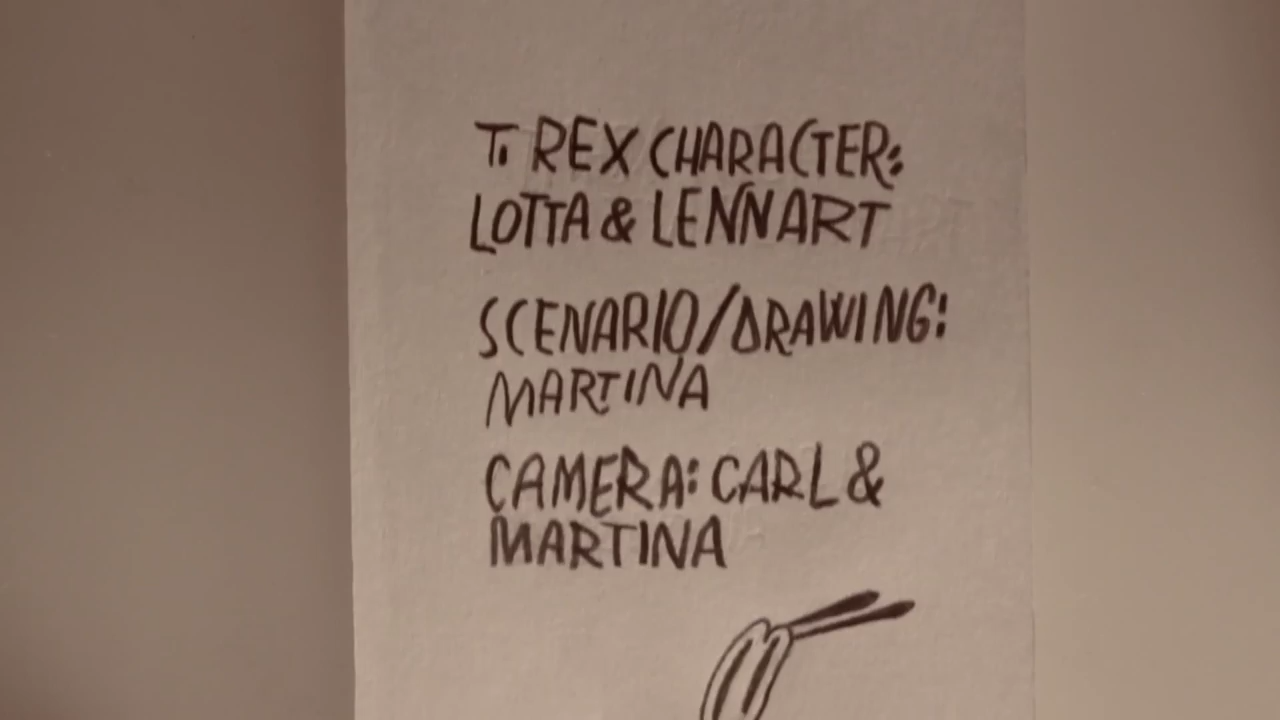 T. REX CHARACTER:
LOTTA & LENNART
SCENARIO/DRAWING:
MARTINA
CAMERA: CARL &
MARTINA